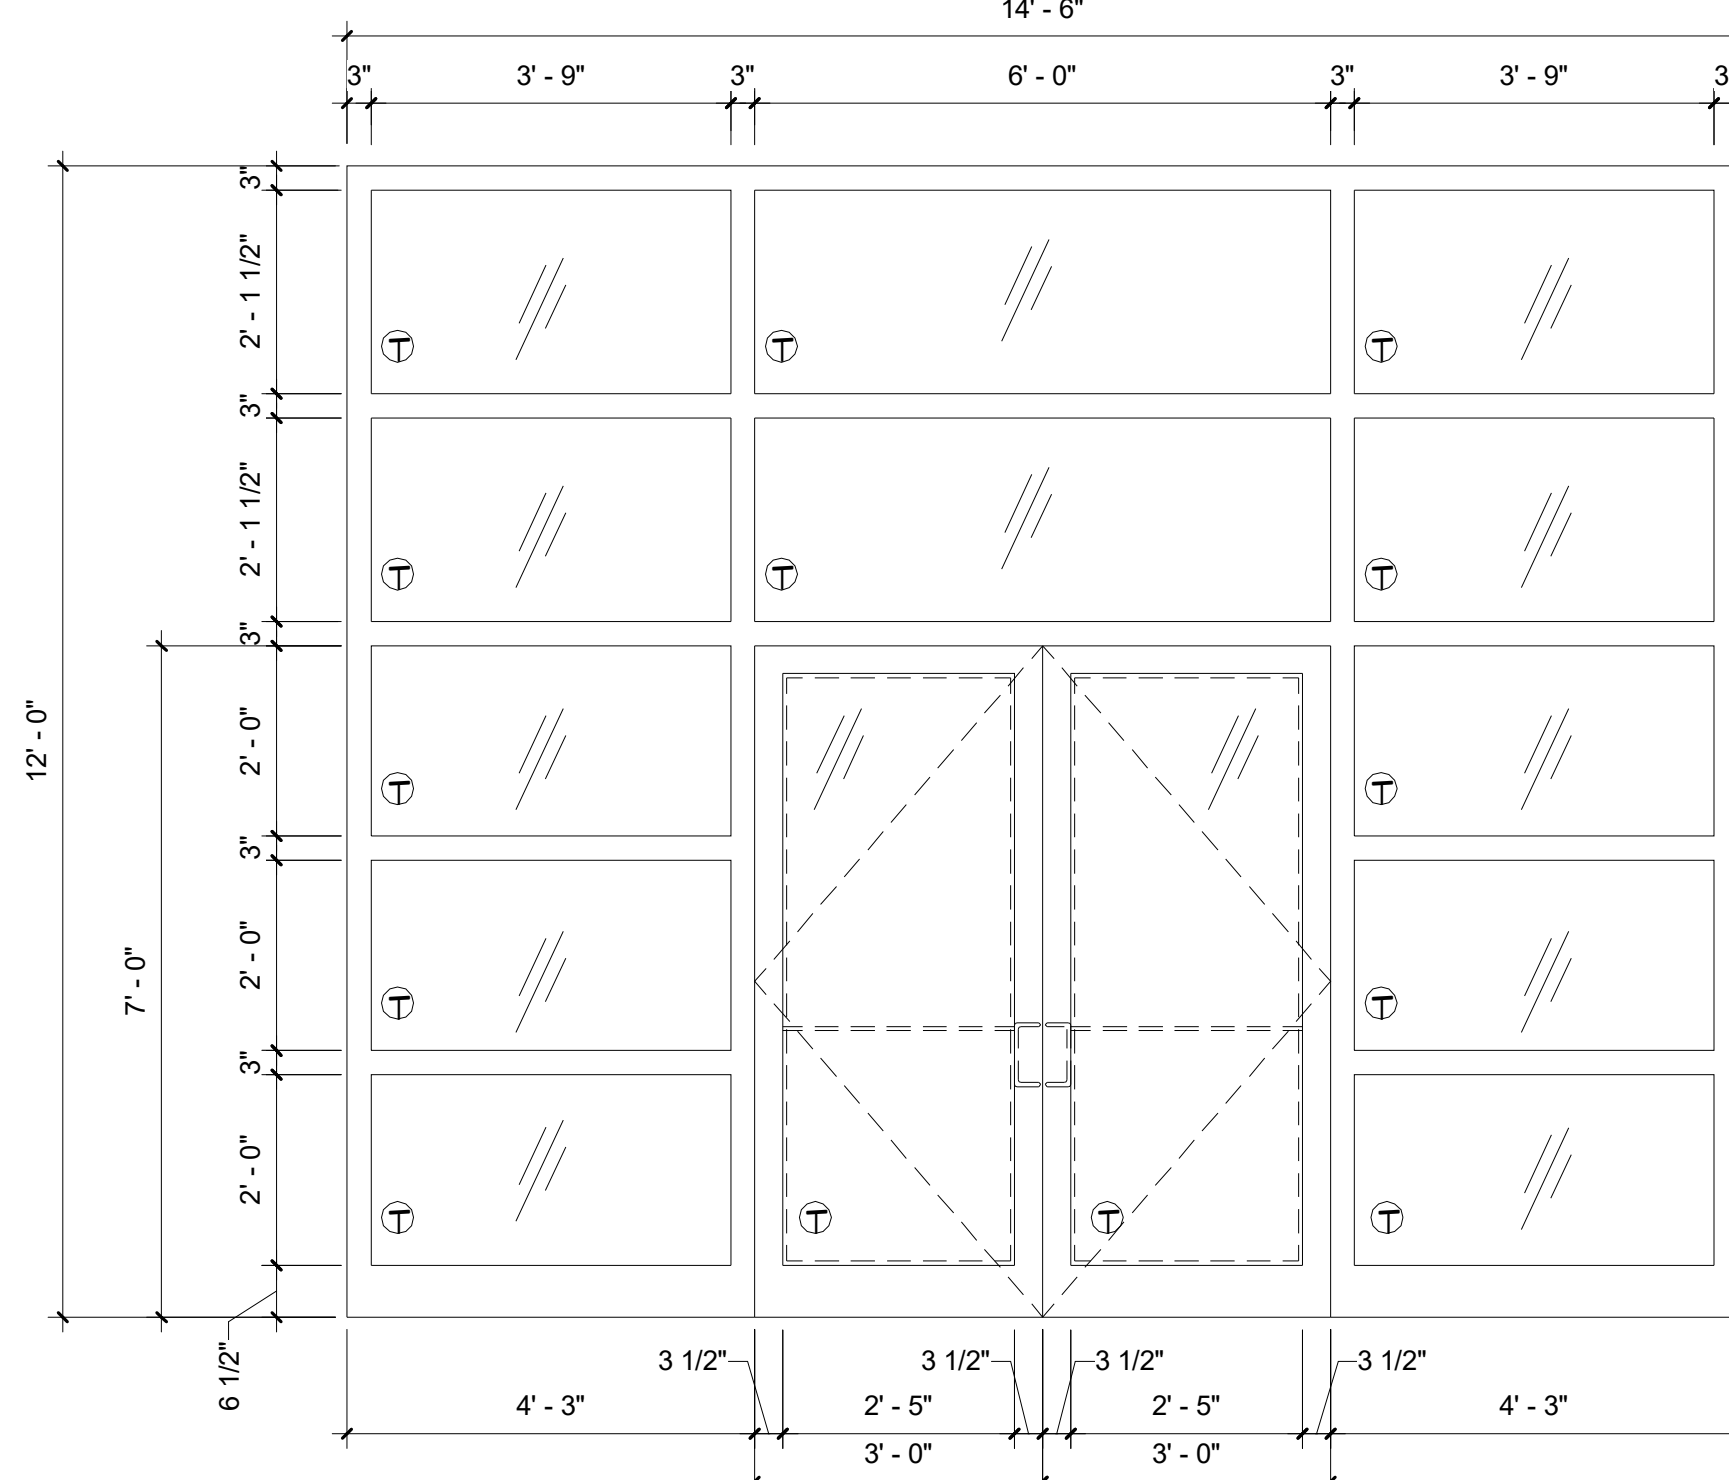 14' - 6"
3" 3' - 9" 3" 6' - 0" 3" 3' - 9" 3
3"
2' - 1 1/2"
3"
2' - 1 1/2"
3"
2' - 0"
3"
2' - 0"
3"
2' - 0"
6 1/2"
12' - 0"
7' - 0"
T T T
T T T
T T
T T
T T T T
3 1/2" 3 1/2" 3 1/2" 3 1/2"
4' - 3" 2' - 5" 2' - 5" 4' - 3"
3' - 0" 3' - 0"